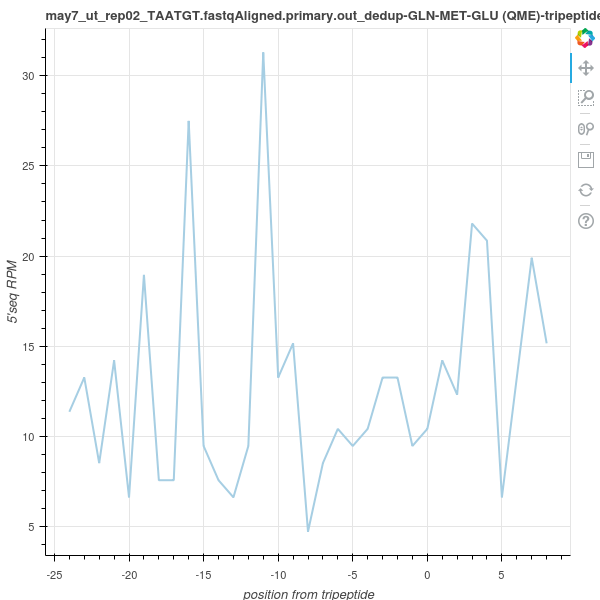 may7_ut_rep02_TAATGT.fastqAligned.primary.out_dedup-GLN-MET-GLU (QME)-tripeptide
30
25
20
15
10
5
5'seq RPM
-25 -20 -15 -10 -5 0 5
position from tripeptide